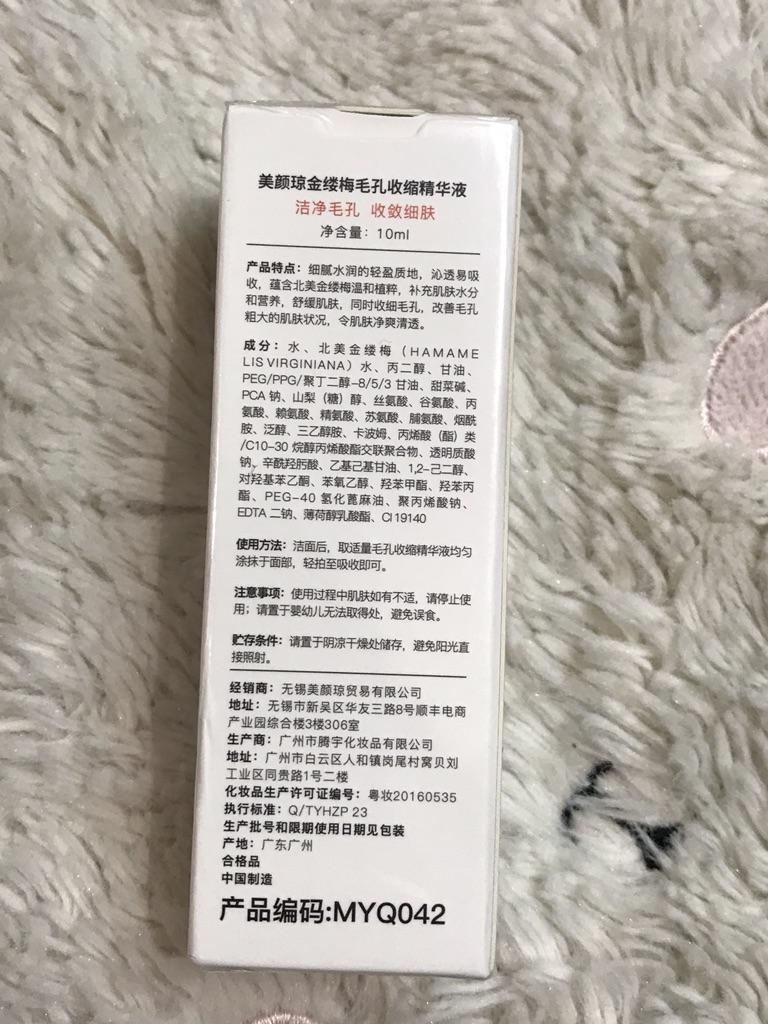 美颜琼金缕梅毛孔收缩精华液
洁净毛孔 收敛细肤
净含量：10ml
产品特点：细腻水润的轻盈质地，沁透易吸
收，蕴含北美金缕梅温和植粹，补充肌肤水分
和营养，舒缓肌肤，同时收细毛孔，改善毛孔
粗大的肌肤状况，令肌肤净爽清透。
成分：水、北美金缕梅（HAMAME
LIS VIRGINIANA）水、丙二醇、甘油、
PEG/PPG/聚丁二醇-8/5/3 甘油、甜菜碱、
PCA 钠、山梨（糖）醇、丝氨酸、谷氨酸、丙
氨酸、赖氨酸、精氨酸、苏氨酸、脯氨酸、烟酰
胺、泛醇、三乙醇胺、卡波姆、丙烯酸（酯）类
/C10-30 烷醇丙烯酸酯交联聚合物、透明质酸
钠、辛酰羟肟酸、乙基己基甘油、1,2-己二醇、
对羟基苯乙酮、苯氧乙醇、羟苯甲酯、羟苯丙
酯、PEG-40 氢化蓖麻油、聚丙烯酸钠、
EDTA 二钠、薄荷醇乳酸酯、CI 19140
使用方法：洁面后，取适量毛孔收缩精华液均匀
涂抹于面部，轻拍至吸收即可。
注意事项：使用过程中肌肤如有不适，请停止使
用；请置于婴幼儿无法取得处，避免误食。
贮存条件：请置于阴凉干燥处储存，避免阳光直
接照射。
经销商：无锡美颜琼贸易有限公司
地址：无锡市新吴区华友三路8号顺丰电商
产业园综合楼3楼306室
生产商：广州市腾宇化妆品有限公司
地址：广州市白云区人和镇岗尾村窝贝刘
工业区同贵路1号二楼
化妆品生产许可证编号：粤妆20160535
执行标准：Q/TYHZP 23
生产批号和限期使用日期见包装
产地：广东广州
合格品
中国制造
产品编码:MYQ042